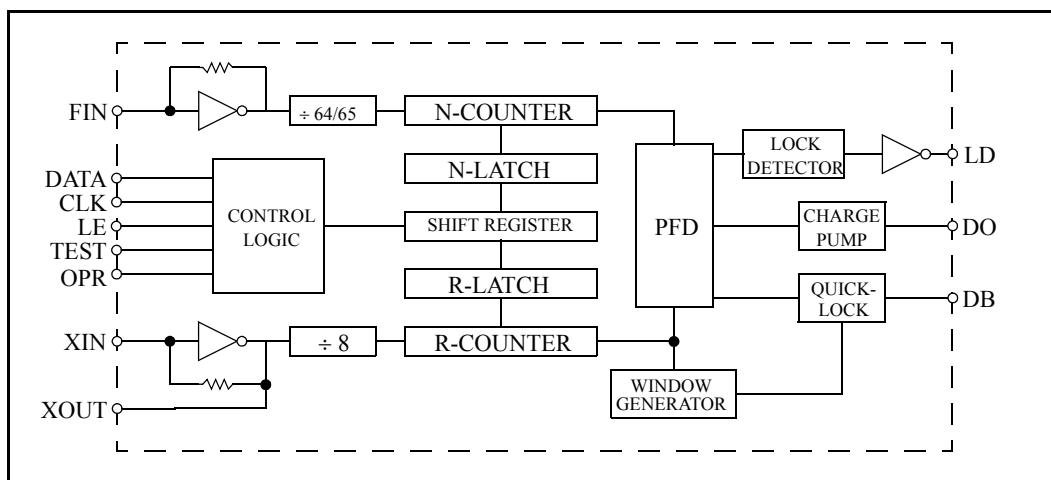 FIN
÷ 64/65
N-COUNTER
LOCK
DETECTOR
LD
DATA
CLK
LE
TEST
OPR
CONTROL
LOGIC
N-LATCH
SHIFT REGISTER
R-LATCH
PFD
CHARGE
PUMP
DO
QUICK-
LOCK
DB
XIN
÷ 8
R-COUNTER
WINDOW
GENERATOR
XOUT